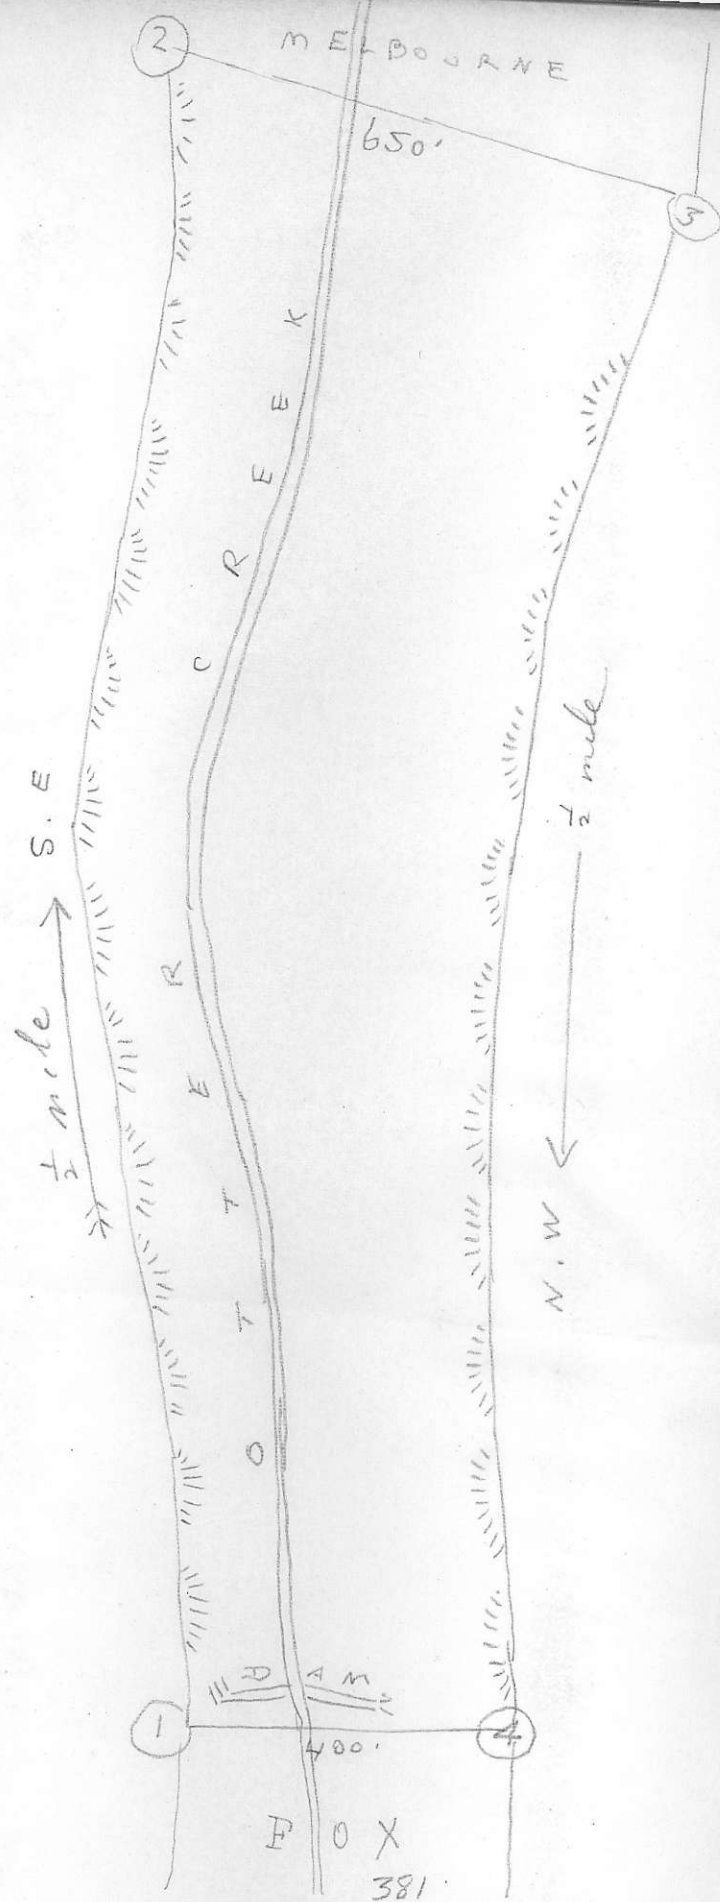 2
MELBOURNE
650'
3
OTTER CREEK
S.E
½ mile
½ mile
N.W
DAM
1
400'
4
FOX
381